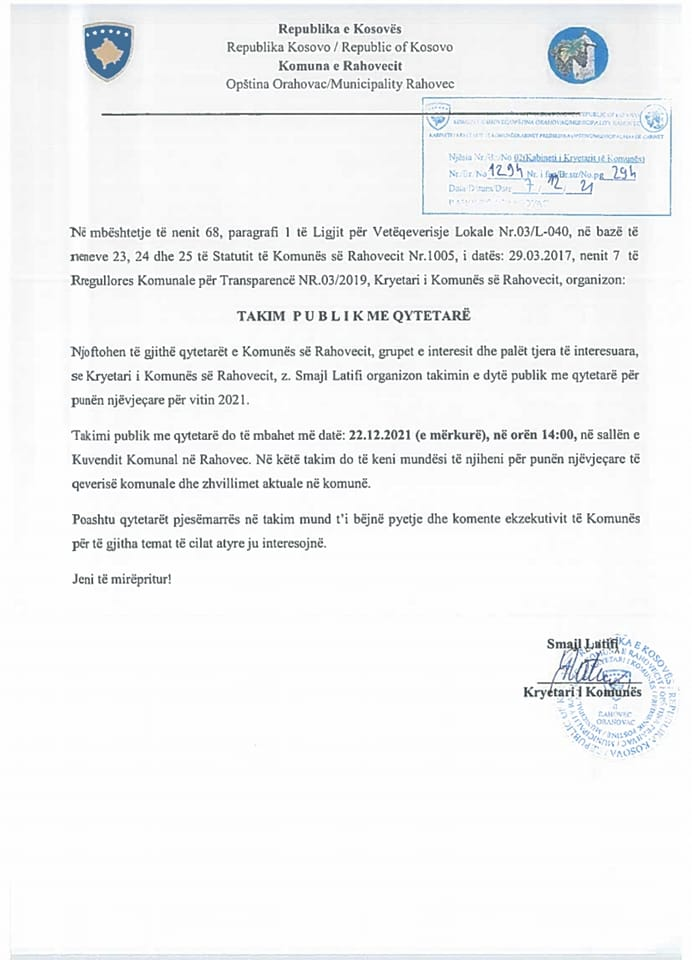 Republika e Kosovës
Republika Kosovo / Republic of Kosovo
Komuna e Rahovecit
Opština Orahovac/Municipality Rahovec
Njësia Nr./Br./No 02(Kabineti i Kryetarit të Komunës)
Nr/Br. No 1294 Nr. i faq/Br.str/No.pg 294
Data/Datum/Date 7 / 12 / 21
Në mbështetje të nenit 68, paragrafi 1 të Ligjit për Vetëqeverisje Lokale Nr.03/L-040, në bazë të
neneve 23, 24 dhe 25 të Statutit të Komunës së Rahovecit Nr.1005, i datës: 29.03.2017, nenit 7 të
Rregullores Komunale për Transparencë NR.03/2019, Kryetari i Komunës së Rahovecit, organizon:
TAKIM P U B L I K ME QYTETARË
Njoftohen të gjithë qytetarët e Komunës së Rahovecit, grupet e interesit dhe palët tjera të interesuara,
se Kryetari i Komunës së Rahovecit, z. Smajl Latifi organizon takimin e dytë publik me qytetarë për
punën njëvjeçare për vitin 2021.
Takimi publik me qytetarë do të mbahet më datë: 22.12.2021 (e mërkurë), në orën 14:00, në sallën e
Kuvendit Komunal në Rahovec. Në këtë takim do të keni mundësi të njiheni për punën njëvjeçare të
qeverisë komunale dhe zhvillimet aktuale në komunë.
Poashtu qytetarët pjesëmarrës në takim mund t'i bëjnë pyetje dhe komente ekzekutivit të Komunës
për të gjitha temat të cilat atyre ju interesojnë.
Jeni të mirëpritur!
Smajl Latifi
Kryetari i Komunës
RAHOVEC
ORAHOVAC